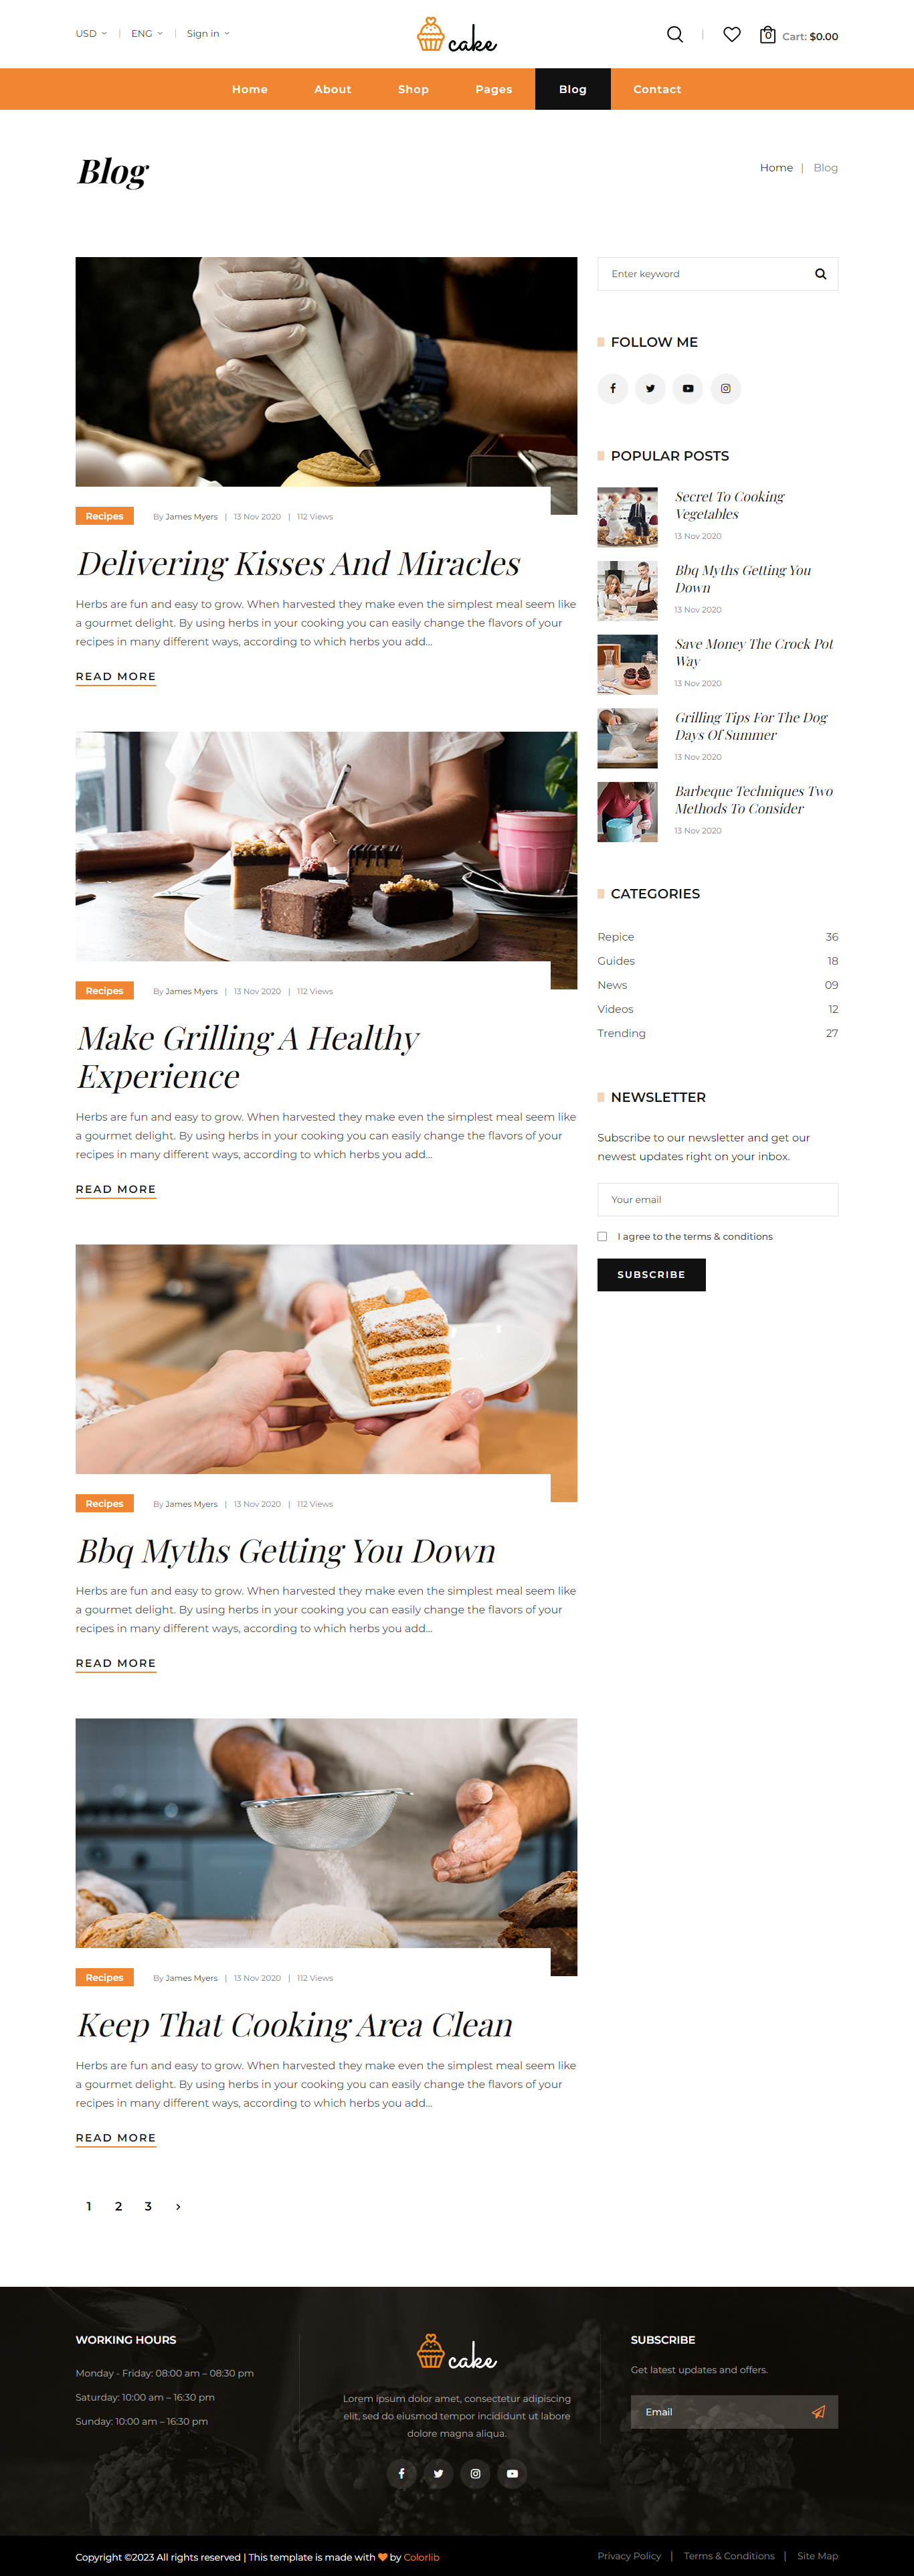 USD
ENG
Sign in
cake
0
Cart: $0.00
Home
About
Shop
Pages
Blog
Contact
Blog
Home | Blog
Recipes
By James Myers | 13 Nov 2020 | 112 Views
Delivering Kisses And Miracles
Herbs are fun and easy to grow. When harvested they make even the simplest meal seem like
a gourmet delight. By using herbs in your cooking you can easily change the flavors of your
recipes in many different ways, according to which herbs you add...
READ MORE
Recipes
By James Myers | 13 Nov 2020 | 112 Views
Make Grilling A Healthy
Experience
Herbs are fun and easy to grow. When harvested they make even the simplest meal seem like
a gourmet delight. By using herbs in your cooking you can easily change the flavors of your
recipes in many different ways, according to which herbs you add...
READ MORE
Recipes
By James Myers | 13 Nov 2020 | 112 Views
Bbq Myths Getting You Down
Herbs are fun and easy to grow. When harvested they make even the simplest meal seem like
a gourmet delight. By using herbs in your cooking you can easily change the flavors of your
recipes in many different ways, according to which herbs you add...
READ MORE
Recipes
By James Myers | 13 Nov 2020 | 112 Views
Keep That Cooking Area Clean
Herbs are fun and easy to grow. When harvested they make even the simplest meal seem like
a gourmet delight. By using herbs in your cooking you can easily change the flavors of your
recipes in many different ways, according to which herbs you add...
READ MORE
1 2 3 >
Enter keyword
FOLLOW ME
POPULAR POSTS
Secret To Cooking
Vegetables
13 Nov 2020
Bbq Myths Getting You
Down
13 Nov 2020
Save Money The Crock Pot
Way
13 Nov 2020
Grilling Tips For The Dog
Days Of Summer
13 Nov 2020
Barbeque Techniques Two
Methods To Consider
13 Nov 2020
CATEGORIES
Repice 36
Guides 18
News 09
Videos 12
Trending 27
NEWSLETTER
Subscribe to our newsletter and get our
newest updates right on your inbox.
Your email
I agree to the terms & conditions
SUBSCRIBE
WORKING HOURS
Monday - Friday: 08:00 am – 08:30 pm
Saturday: 10:00 am – 16:30 pm
Sunday: 10:00 am – 16:30 pm
cake
Lorem ipsum dolor amet, consectetur adipiscing
elit, sed do eiusmod tempor incididunt ut labore
dolore magna aliqua.
SUBSCRIBE
Get latest updates and offers.
Email
Copyright ©2023 All rights reserved | This template is made with ♥ by Colorlib
Privacy Policy | Terms & Conditions | Site Map